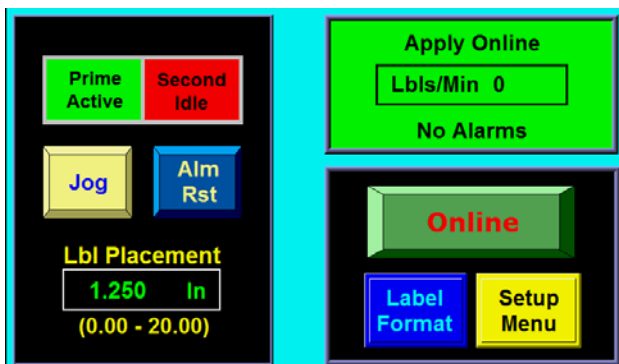 Prime
Active
Second
Idle
Jog
Alm
Rst
Lbl Placement
1.250 In
(0.00 - 20.00)
Apply Online
Lbls/Min 0
No Alarms
Online
Label
Format
Setup
Menu